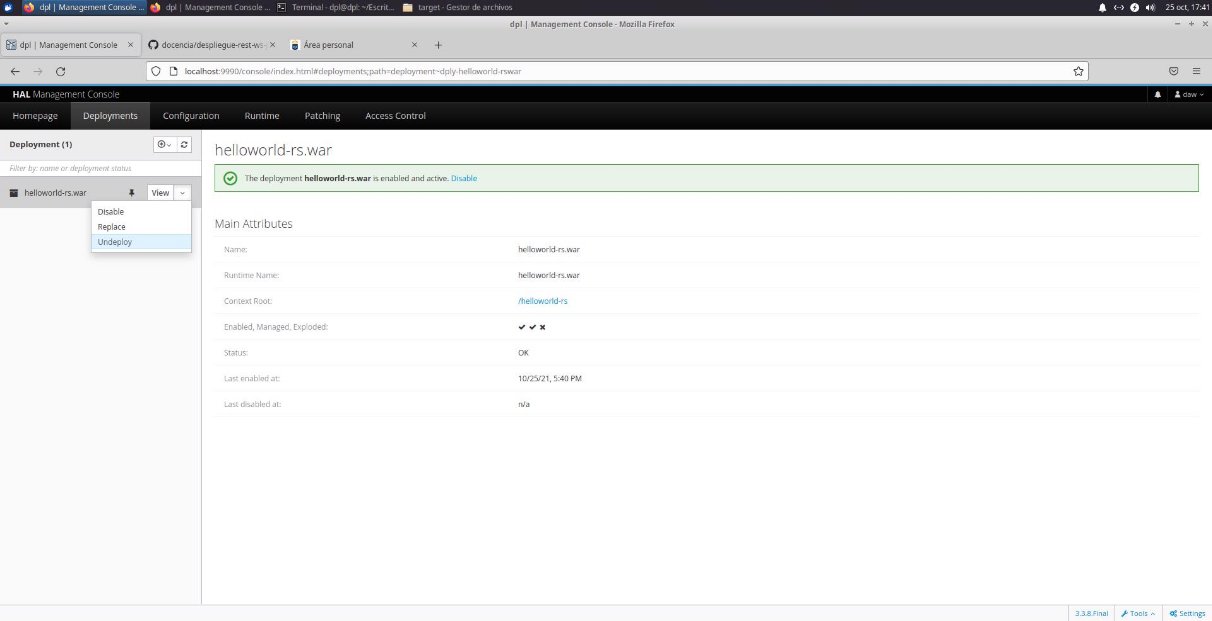 dpl | Management Console ... dpl | Management Console ... Terminal - dpl@dpl: ~/Escrit... target - Gestor de archivos 25 oct, 17:41
dpl | Management Console - Mozilla Firefox
dpl | Management Console docencia/despliegue-rest-ws- Área personal
localhost:9990/console/index.html#deployments;path=deployment~dply-helloworld-rswar
HAL Management Console daw
Homepage Deployments Configuration Runtime Patching Access Control
Deployment (1)
Filter by: name or deployment status
helloworld-rs.war View
Disable
Replace
Undeploy
helloworld-rs.war
The deployment helloworld-rs.war is enabled and active. Disable
Main Attributes
Name: helloworld-rs.war
Runtime Name: helloworld-rs.war
Context Root: /helloworld-rs
Enabled, Managed, Exploded:
Status: OK
Last enabled at: 10/25/21, 5:40 PM
Last disabled at: n/a
3.3.8.Final Tools Settings